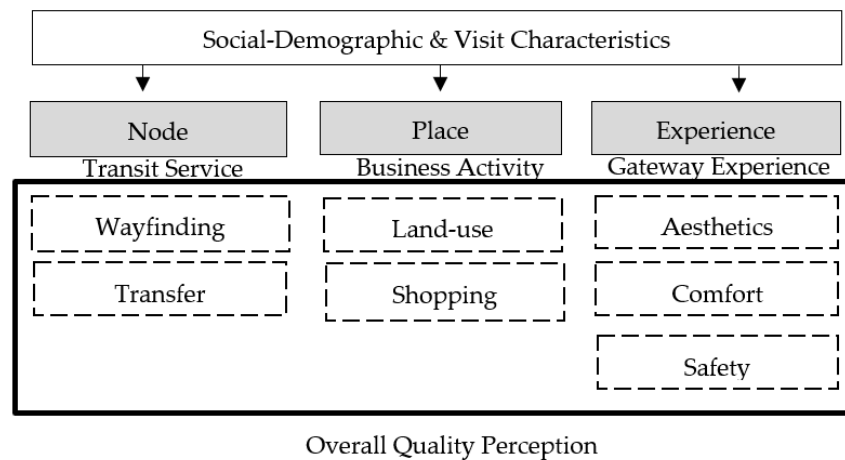 Social-Demographic & Visit Characteristics
Node
Place
Experience
Transit Service
Business Activity
Gateway Experience
Wayfinding
Land-use
Aesthetics
Transfer
Shopping
Comfort
Safety
Overall Quality Perception